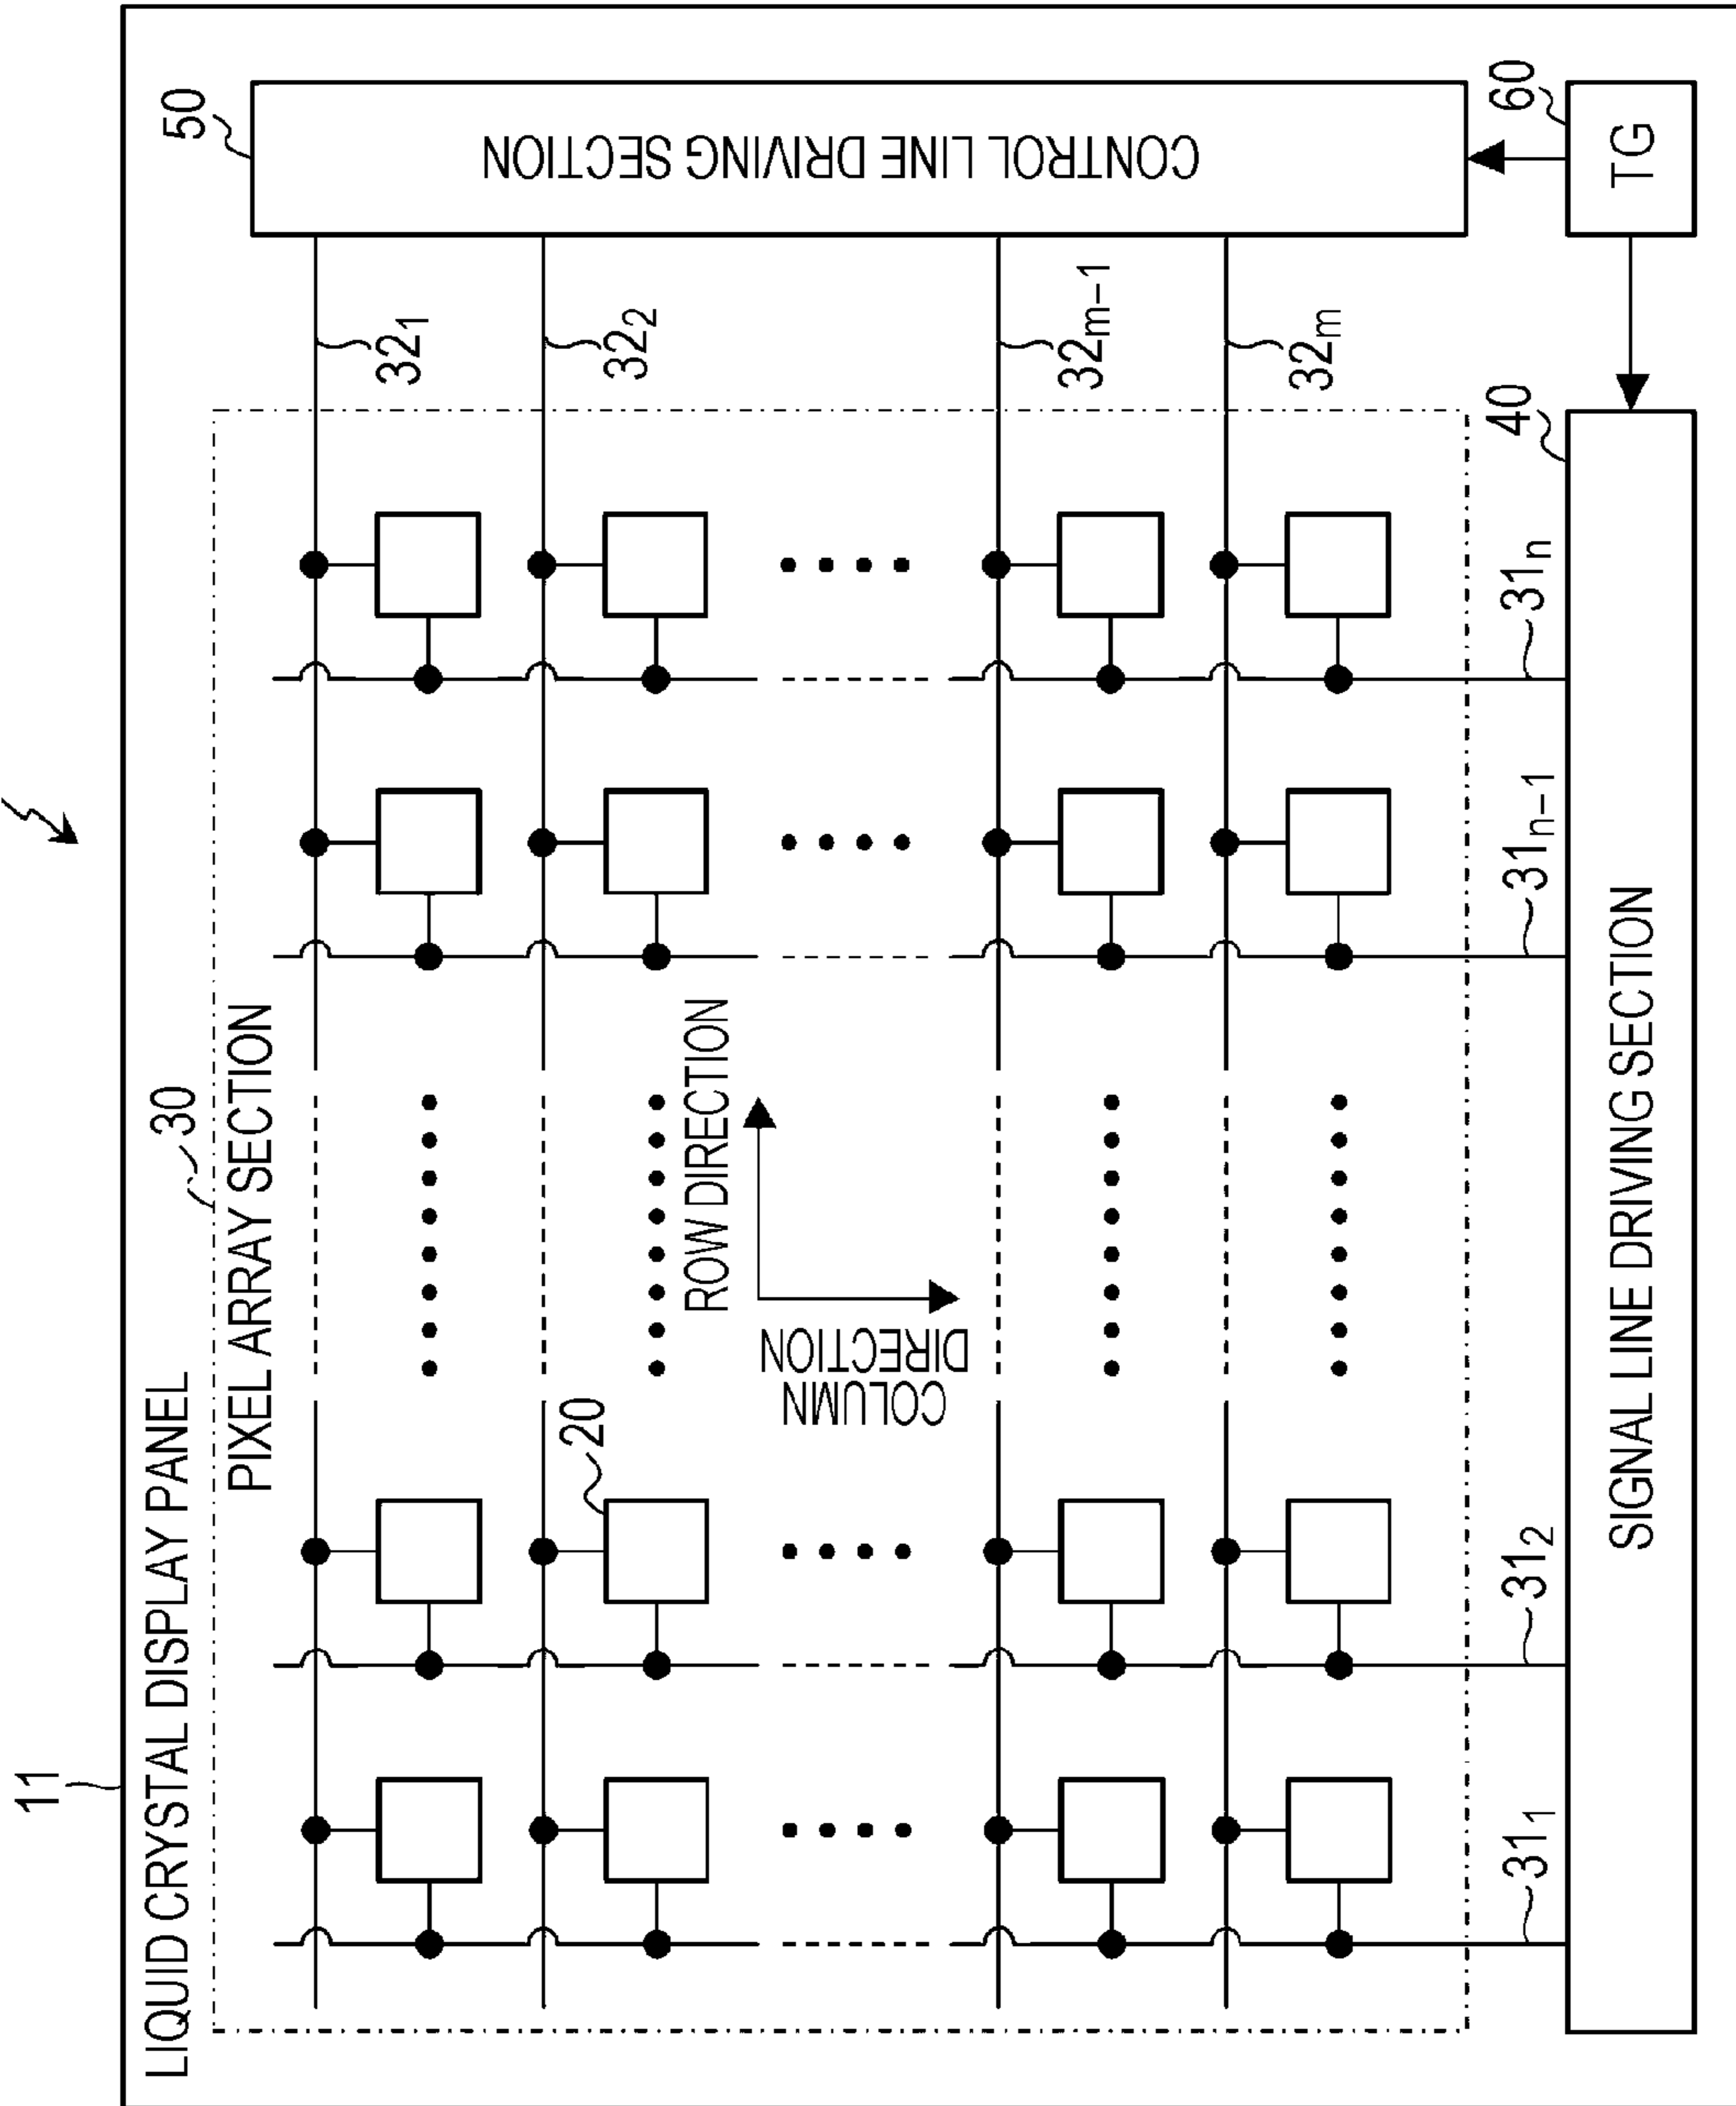 11
LIQUID CRYSTAL DISPLAY PANEL
30
PIXEL ARRAY SECTION
50
CONTROL LINE DRIVING SECTION
32₁
32₂
20
ROW DIRECTION
COLUMN
DIRECTION
32ₘ₋₁
32ₘ
31₁
31₂
31ₙ₋₁
31ₙ
40
60
SIGNAL LINE DRIVING SECTION
TG